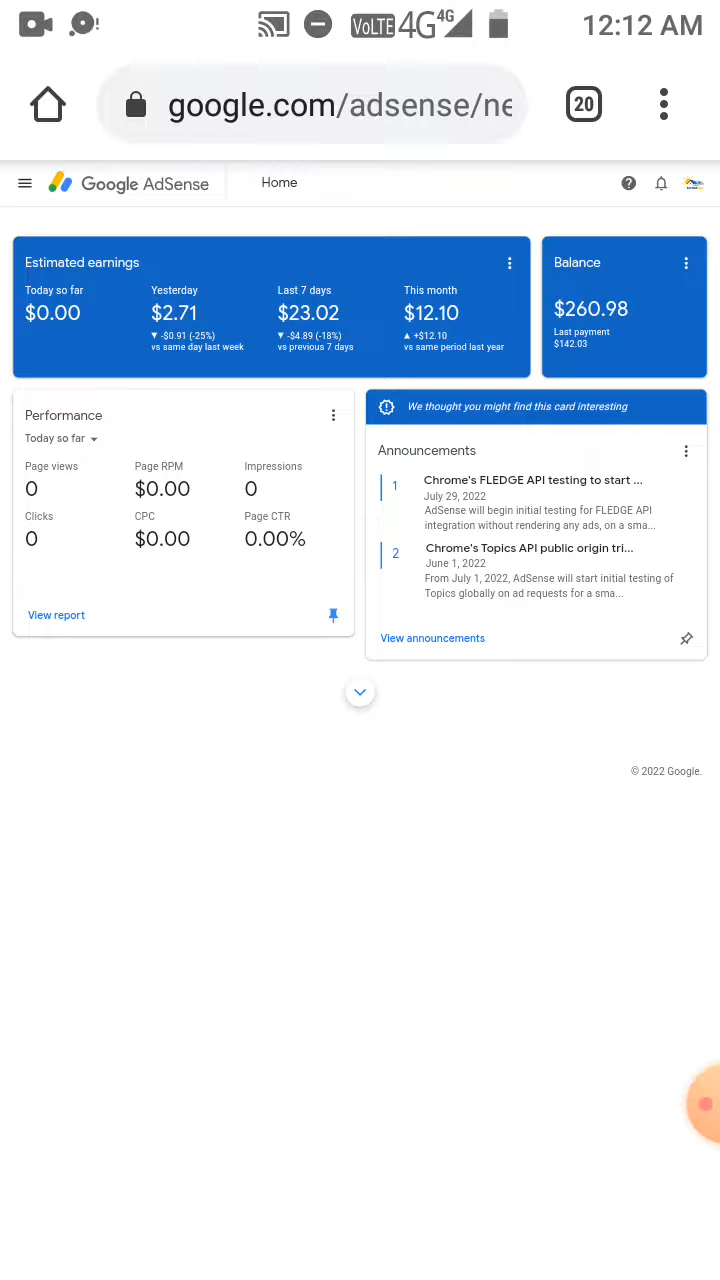 VoLTE 4G 4G 12:12 AM
google.com/adsense/ne
20
Google AdSense Home
Estimated earnings
Today so far Yesterday Last 7 days This month
$0.00 $2.71 $23.02 $12.10
▼ -$0.91 (-25%) ▼ -$4.89 (-18%) ▲ +$12.10
vs same day last week vs previous 7 days vs same period last year
Balance
$260.98
Last payment
$142.03
Performance
Today so far
Page views Page RPM Impressions
0 $0.00 0
Clicks CPC Page CTR
0 $0.00 0.00%
View report
We thought you might find this card interesting
Announcements
1 Chrome's FLEDGE API testing to start ...
July 29, 2022
AdSense will begin initial testing for FLEDGE API
integration without rendering any ads, on a sma...
2 Chrome's Topics API public origin tri...
June 1, 2022
From July 1, 2022, AdSense will start initial testing of
Topics globally on ad requests for a sma...
View announcements
© 2022 Google.